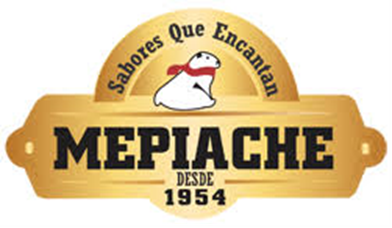 Sabores Que Encantan
MEPIACHE
DESDE
1954